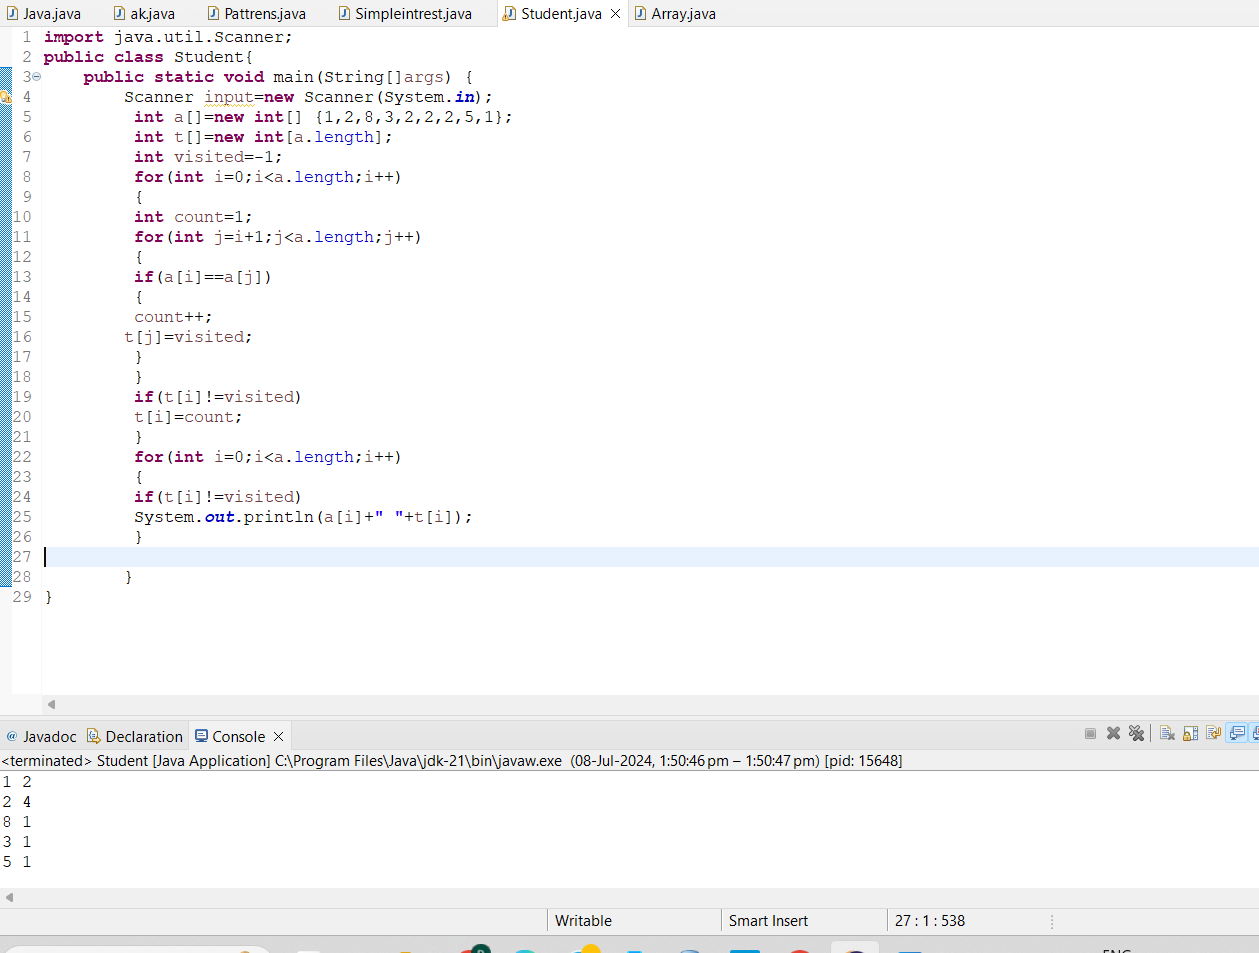 Java.java ak.java Pattrens.java Simpleintrest.java Student.java Array.java
1 import java.util.Scanner;
2 public class Student{
3 public static void main(String[]args) {
4 Scanner input=new Scanner(System.in);
5 int a[]=new int[] {1,2,8,3,2,2,2,5,1};
6 int t[]=new int[a.length];
7 int visited=-1;
8 for(int i=0;i<a.length;i++)
9 {
10 int count=1;
11 for(int j=i+1;j<a.length;j++)
12 {
13 if(a[i]==a[j])
14 {
15 count++;
16 t[j]=visited;
17 }
18 }
19 if(t[i]!=visited)
20 t[i]=count;
21 }
22 for(int i=0;i<a.length;i++)
23 {
24 if(t[i]!=visited)
25 System.out.println(a[i]+" "+t[i]);
26 }
27
28 }
29 }
@ Javadoc Declaration Console
<terminated> Student [Java Application] C:\Program Files\Java\jdk-21\bin\javaw.exe (08-Jul-2024, 1:50:46 pm – 1:50:47 pm) [pid: 15648]
1 2
2 4
8 1
3 1
5 1
Writable Smart Insert 27 : 1 : 538